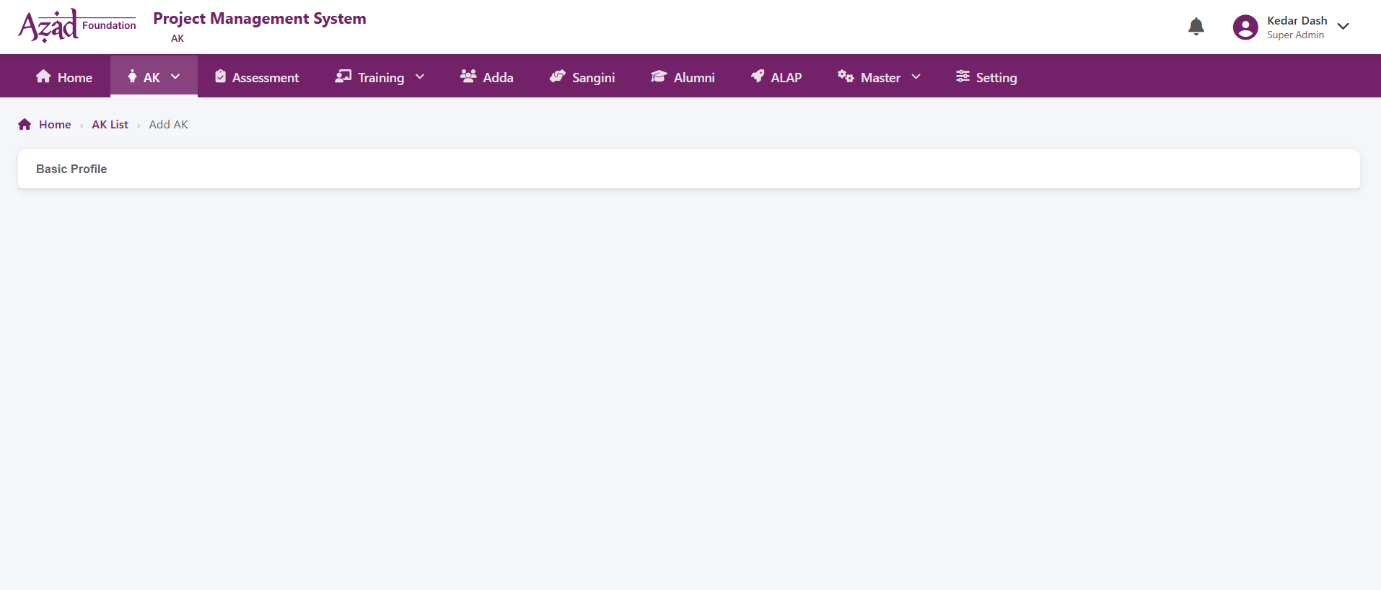 Azad Foundation
Project Management System
AK
Kedar Dash
Super Admin
Home AK Assessment Training Adda Sangini Alumni ALAP Master Setting
Home › AK List › Add AK
Basic Profile